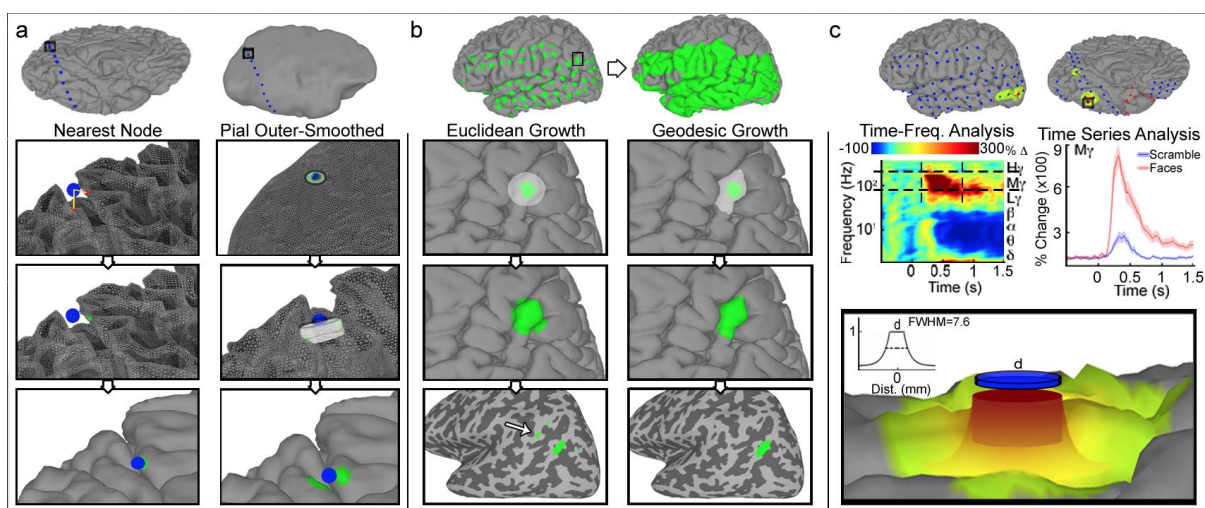 a
b
c
Nearest Node
Pial Outer-Smoothed
Euclidean Growth
Geodesic Growth
Time-Freq. Analysis
-100
300
% Δ
Frequency (Hz)
10²
10¹
Hγ
Mγ
Lγ
β
α
θ
δ
0
0.5
1
1.5
Time (s)
Time Series Analysis
Mγ
Scramble
Faces
% Change (x100)
9
6
3
0
0.5
1
1.5
Time (s)
d
FWHM=7.6
1
0
Dist. (mm)
d